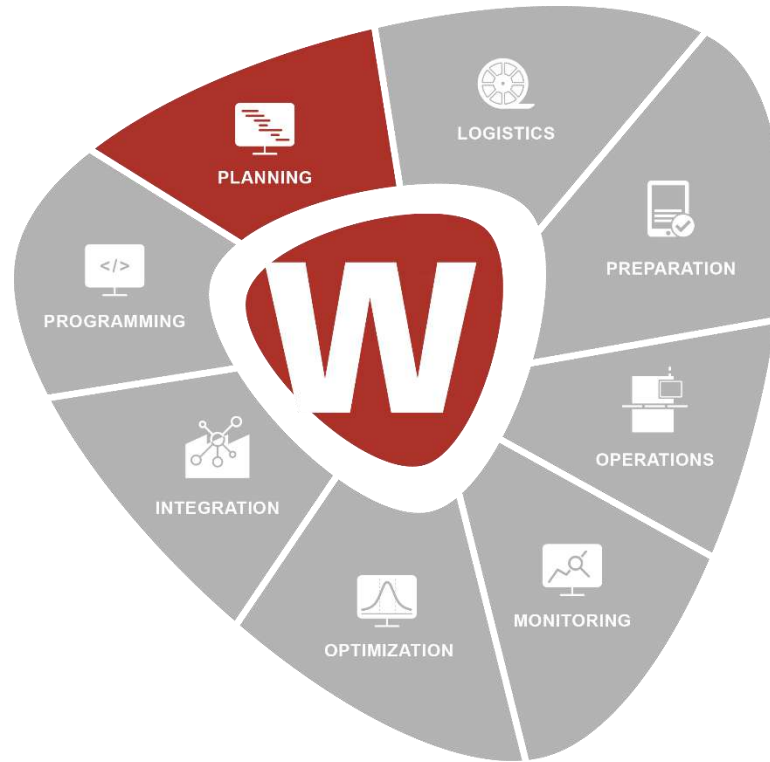 LOGISTICS
PLANNING
PREPARATION
</>
PROGRAMMING
W
OPERATIONS
INTEGRATION
MONITORING
OPTIMIZATION